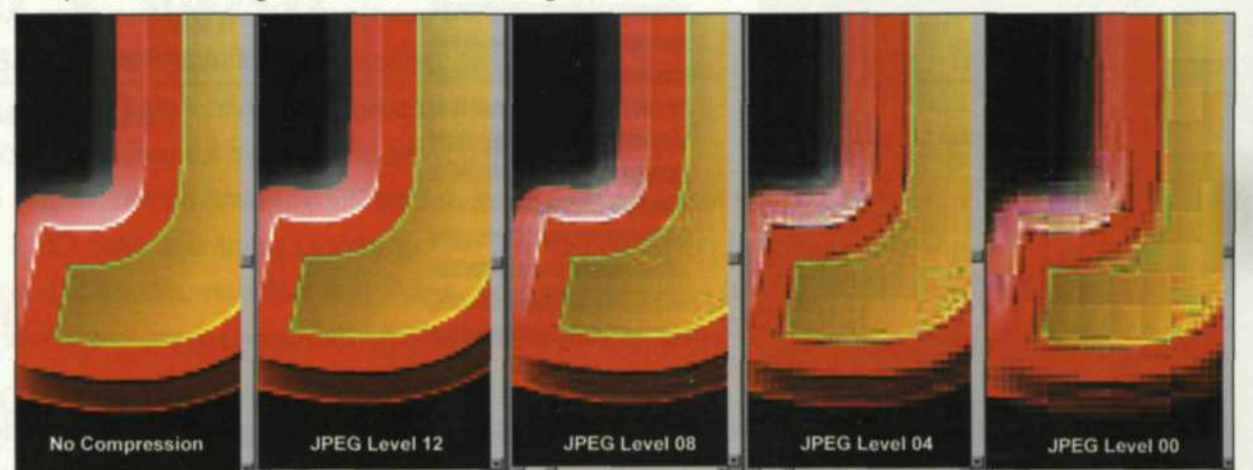 No Compression
JPEG Level 12
JPEG Level 08
JPEG Level 04
JPEG Level 00